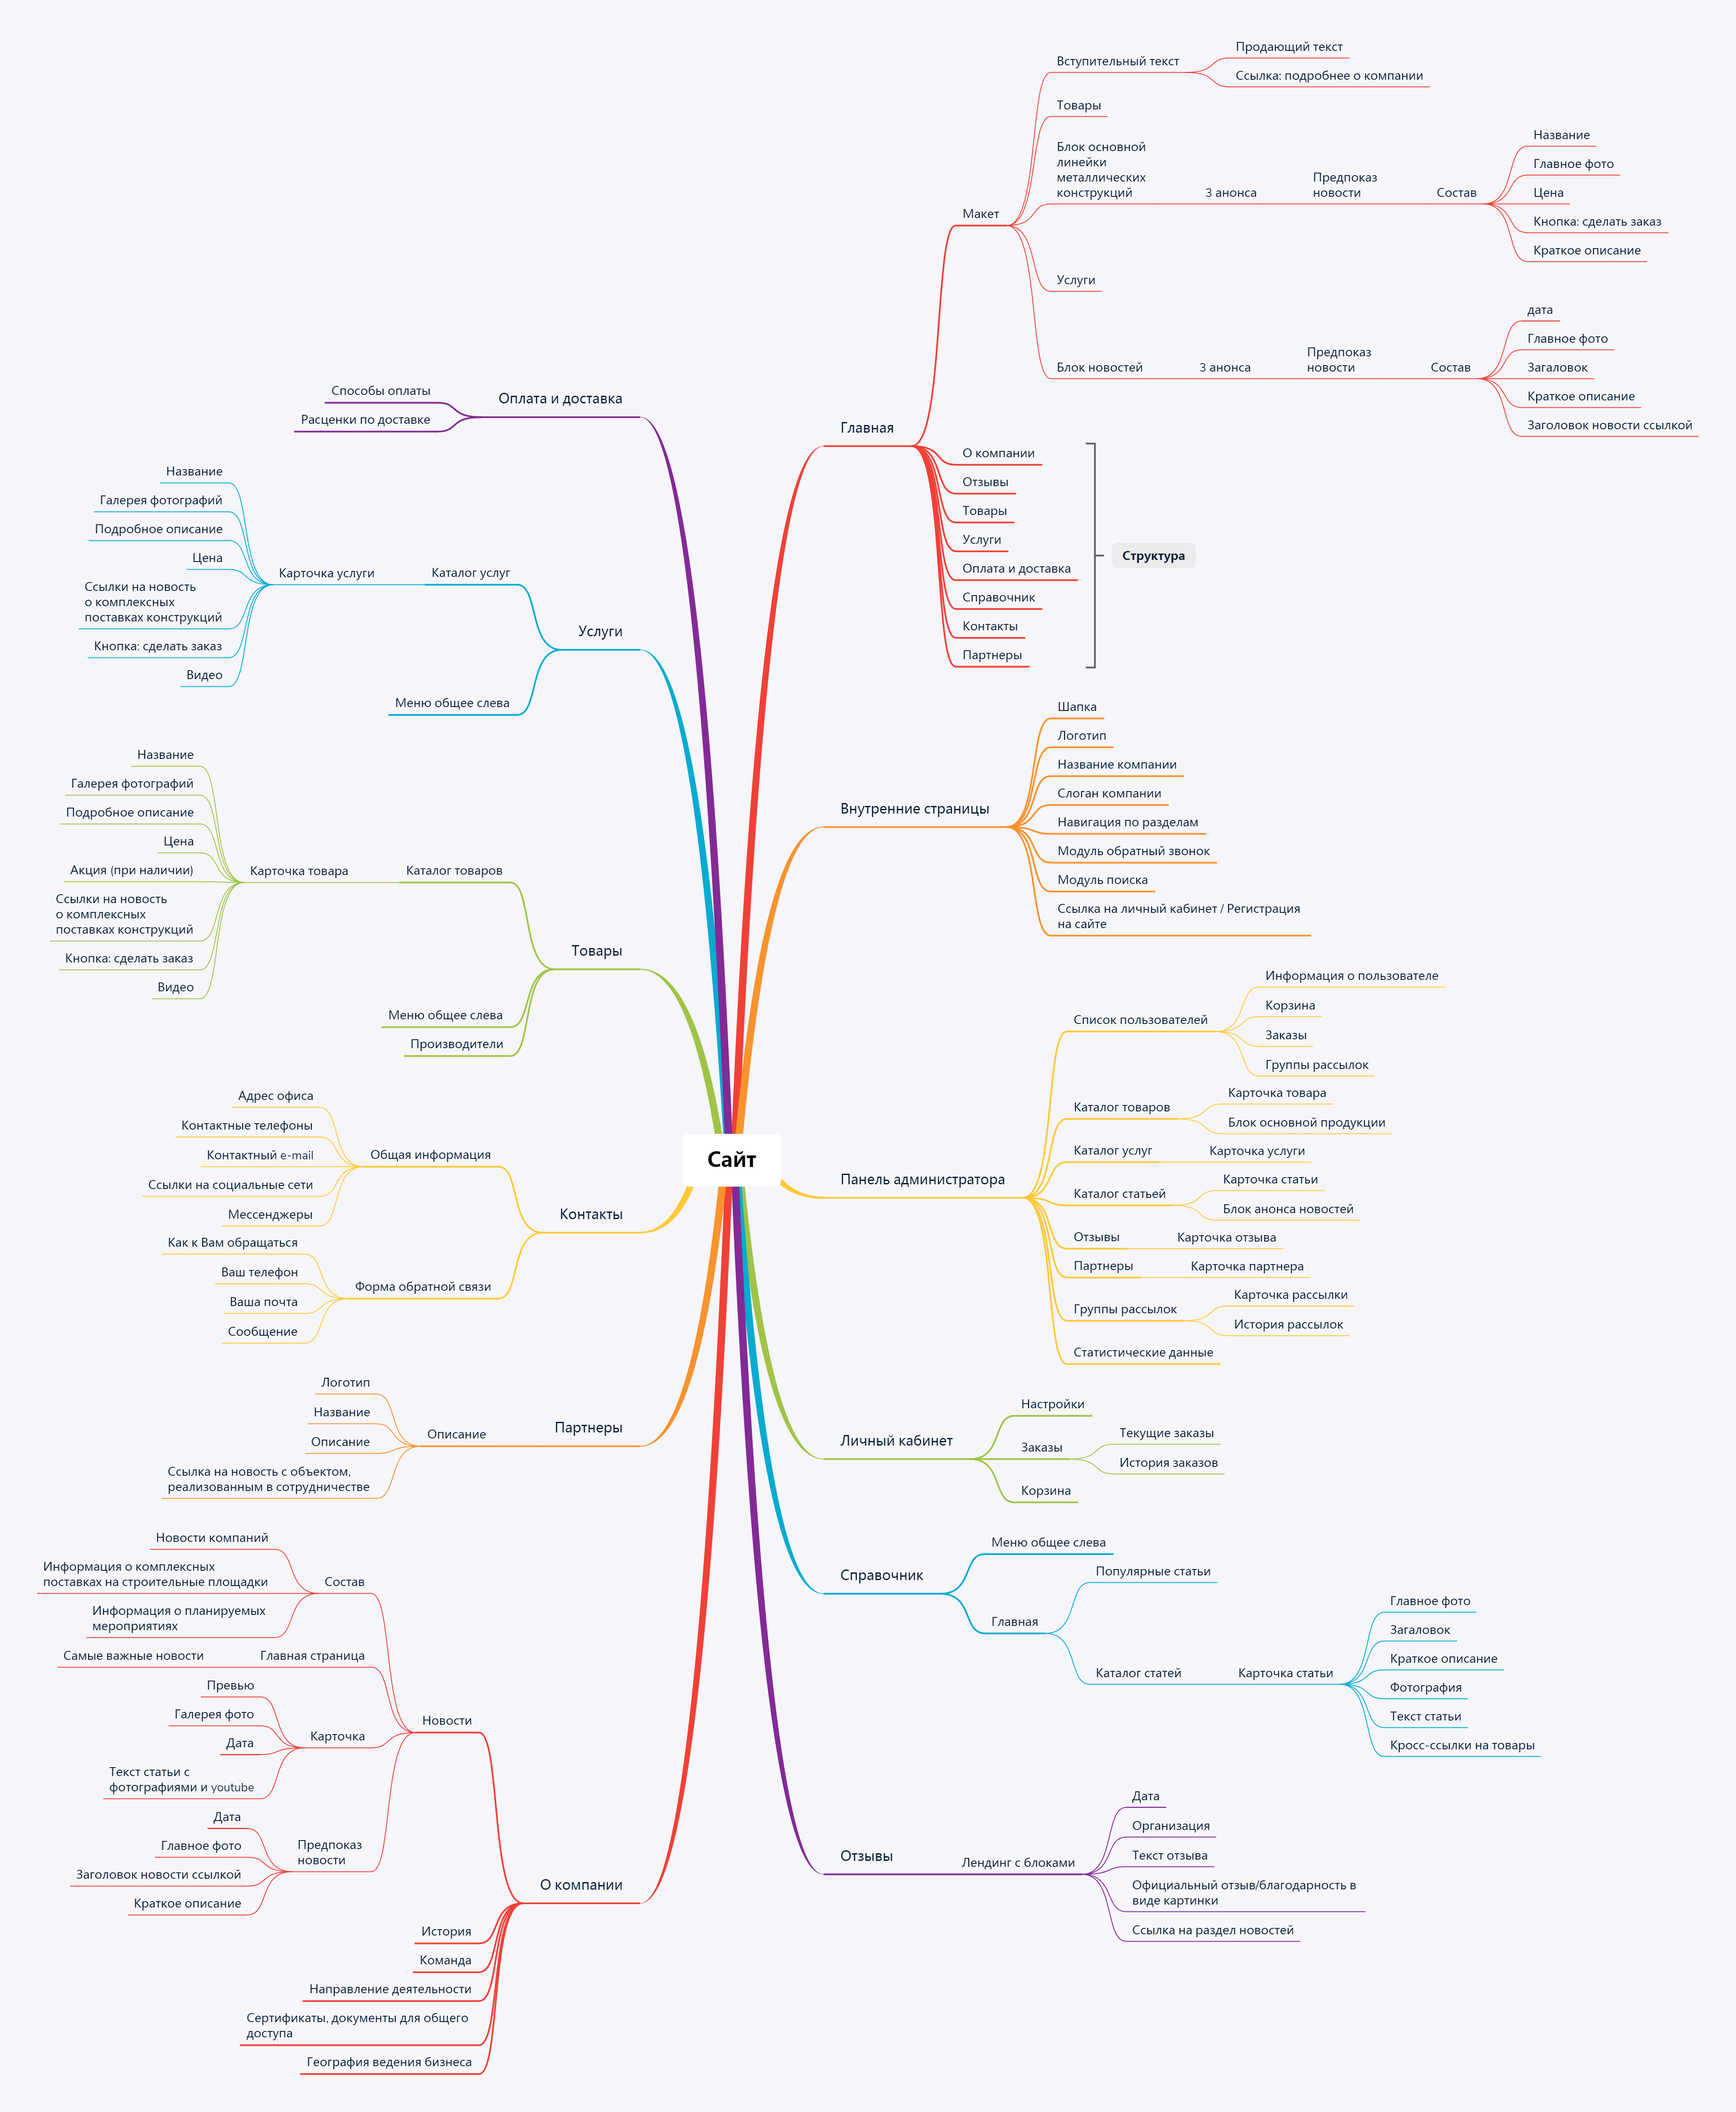 Сайт
Главная
Макет
Вступительный текст
Продающий текст
Ссылка: подробнее о компании
Товары
Блок основной
линейки
металлических
конструкций
3 анонса
Предпоказ
новости
Состав
Название
Главное фото
Цена
Кнопка: сделать заказ
Краткое описание
Услуги
Блок новостей
3 анонса
Предпоказ
новости
Состав
дата
Главное фото
Загаловок
Краткое описание
Заголовок новости ссылкой
О компании
Отзывы
Товары
Услуги
Оплата и доставка
Справочник
Контакты
Партнеры
Структура
Внутренние страницы
Шапка
Логотип
Название компании
Слоган компании
Навигация по разделам
Модуль обратный звонок
Модуль поиска
Ссылка на личный кабинет / Регистрация
на сайте
Панель администратора
Список пользователей
Информация о пользователе
Корзина
Заказы
Группы рассылок
Каталог товаров
Карточка товара
Блок основной продукции
Каталог услуг
Карточка услуги
Каталог статьей
Карточка статьи
Блок анонса новостей
Отзывы
Карточка отзыва
Партнеры
Карточка партнера
Группы рассылок
Карточка рассылки
История рассылок
Статистические данные
Личный кабинет
Настройки
Заказы
Текущие заказы
История заказов
Корзина
Справочник
Меню общее слева
Главная
Популярные статьи
Каталог статей
Карточка статьи
Главное фото
Загаловок
Краткое описание
Фотография
Текст статьи
Кросс-ссылки на товары
Отзывы
Лендинг с блоками
Дата
Организация
Текст отзыва
Официальный отзыв/благодарность в
виде картинки
Ссылка на раздел новостей
Оплата и доставка
Способы оплаты
Расценки по доставке
Услуги
Каталог услуг
Карточка услуги
Название
Галерея фотографий
Подробное описание
Цена
Ссылки на новость
о комплексных
поставках конструкций
Кнопка: сделать заказ
Видео
Меню общее слева
Товары
Каталог товаров
Карточка товара
Название
Галерея фотографий
Подробное описание
Цена
Акция (при наличии)
Ссылки на новость
о комплексных
поставках конструкций
Кнопка: сделать заказ
Видео
Меню общее слева
Производители
Контакты
Общая информация
Адрес офиса
Контактные телефоны
Контактный e-mail
Ссылки на социальные сети
Мессенджеры
Форма обратной связи
Как к Вам обращаться
Ваш телефон
Ваша почта
Сообщение
Партнеры
Описание
Логотип
Название
Описание
Ссылка на новость с объектом,
реализованным в сотрудничестве
О компании
Новости
Состав
Новости компаний
Информация о комплексных
поставках на строительные площадки
Информация о планируемых
мероприятиях
Главная страница
Самые важные новости
Карточка
Превью
Галерея фото
Дата
Текст статьи с
фотографиями и youtube
Предпоказ
новости
Дата
Главное фото
Заголовок новости ссылкой
Краткое описание
История
Команда
Направление деятельности
Сертификаты, документы для общего
доступа
География ведения бизнеса